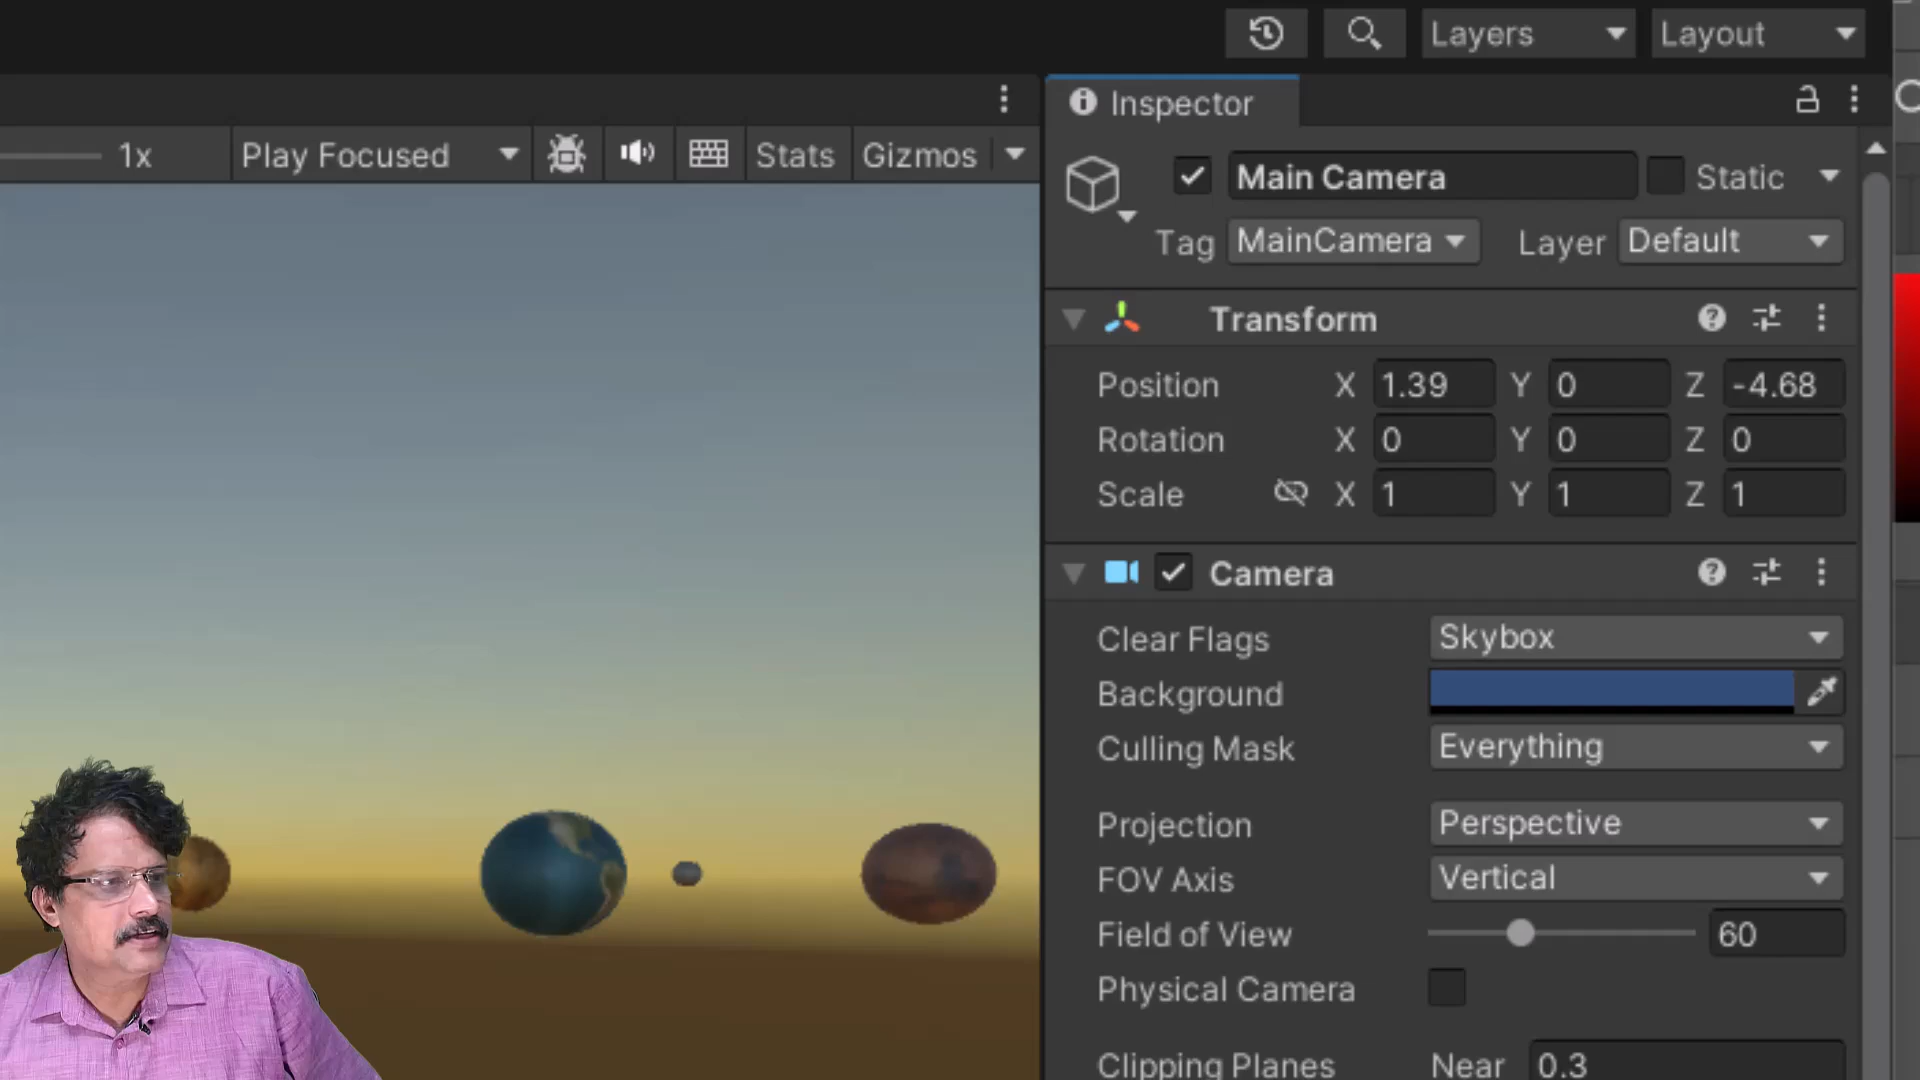 Layers Layout
Inspector
1x Play Focused Stats Gizmos
Main Camera Static
Tag MainCamera Layer Default
Transform
Position X 1.39 Y 0 Z -4.68
Rotation X 0 Y 0 Z 0
Scale X 1 Y 1 Z 1
Camera
Clear Flags Skybox
Background
Culling Mask Everything
Projection Perspective
FOV Axis Vertical
Field of View 60
Physical Camera
Clipping Planes Near 0.3